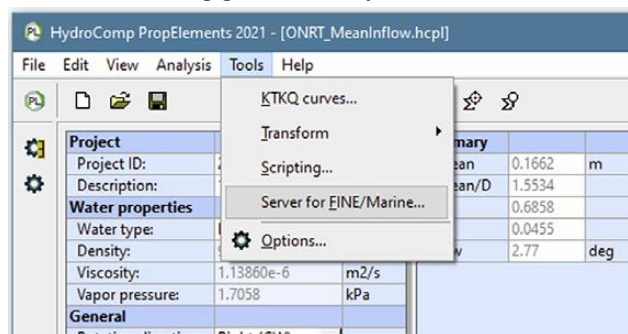 HydroComp PropElements 2021 - [ONRT_MeanInflow.hcpl]
File Edit View Analysis Tools Help
KTKQ curves...
Transform
Scripting...
Server for FINE/Marine...
Options...
Project
Project ID:
Description:
Water properties
Water type:
Density:
Viscosity: 1.13860e-6 m2/s
Vapor pressure: 1.7058 kPa
General
0.1662 m
1.5534
0.6858
0.0455
2.77 deg